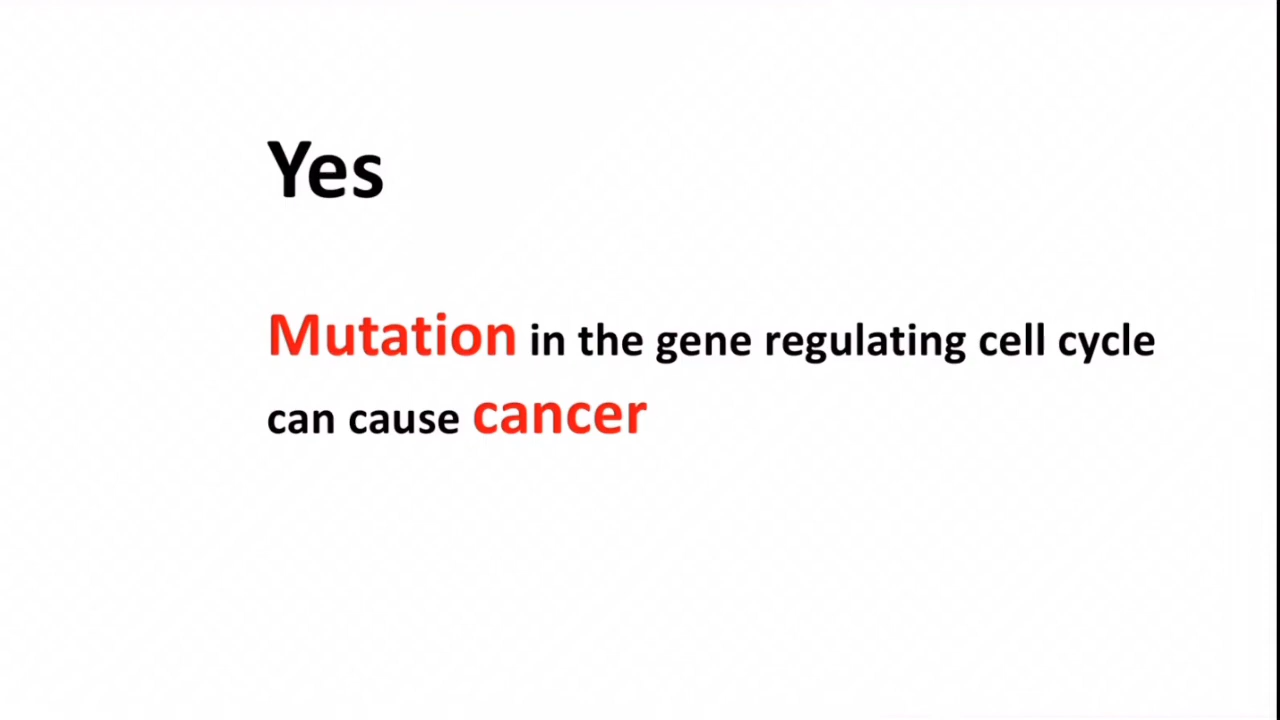 Yes
Mutation in the gene regulating cell cycle
can cause cancer